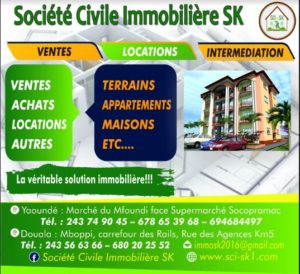 Société Civile Immobilière SK
SCI - SK
VENTES
LOCATIONS
INTERMEDIATION
VENTES
ACHATS
LOCATIONS
AUTRES
TERRAINS
APPARTEMENTS
MAISONS
ETC....
La véritable solution immobilière!!!
Yaoundé : Marché du Mfoundi face Supermarché Socopramac
Tél. : 243 74 90 45 - 678 65 39 68 - 694684497
Douala : Mboppi, carrefour des Rails, Rue des Agences Km5
Tél. : 243 56 63 66 - 680 20 25 52
immosk2016@gmail.com
Société Civile Immobilière SK
www.sci-sk1.com